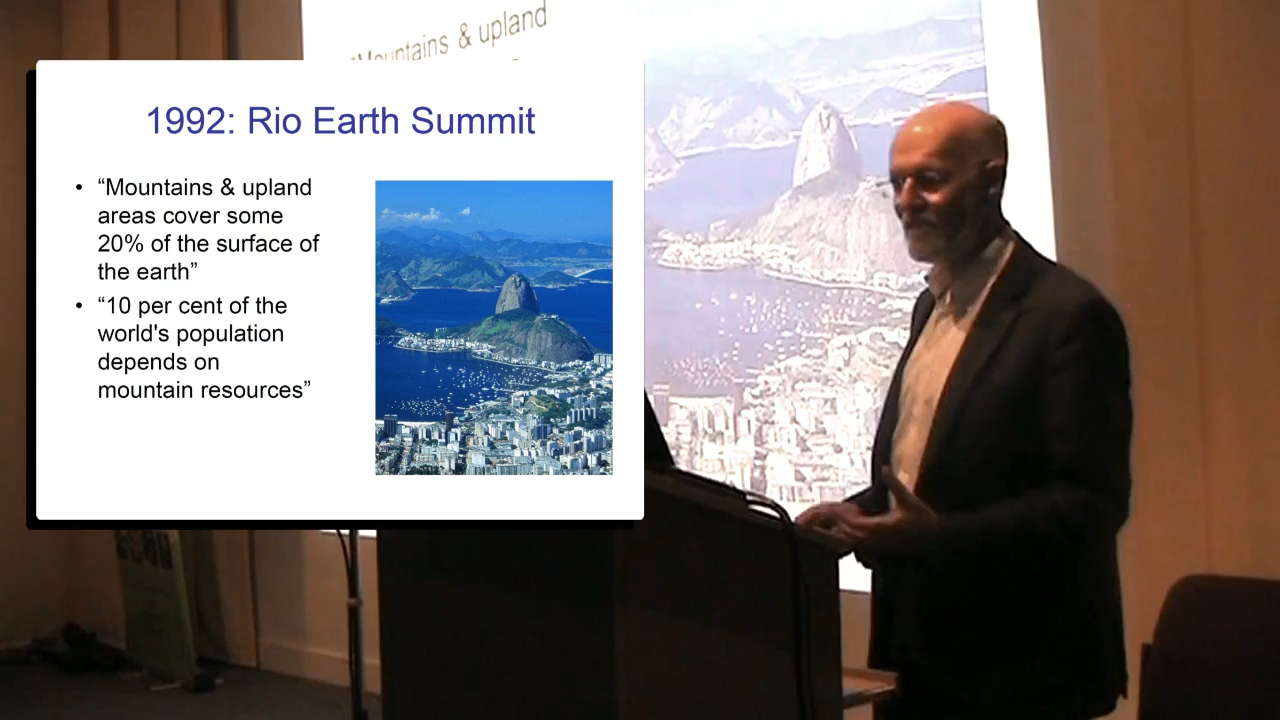 "Mountains & upland
1992: Rio Earth Summit
• “Mountains & upland
areas cover some
20% of the surface of
the earth”
• “10 per cent of the
world's population
depends on
mountain resources”